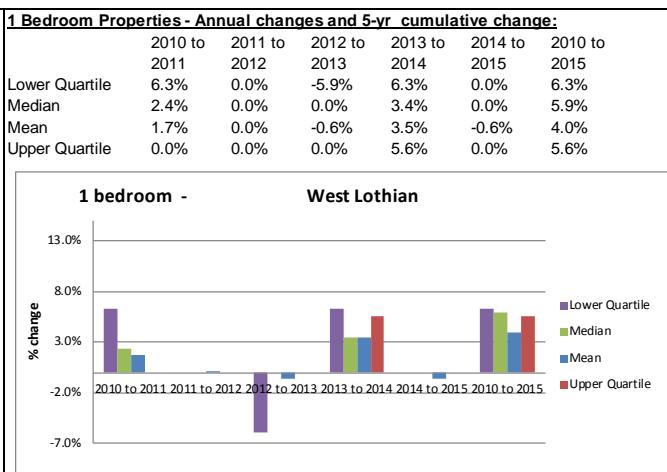 1 Bedroom Properties - Annual changes and 5-yr cumulative change:
2010 to 2011 to 2012 to 2013 to 2014 to 2010 to
2011 2012 2013 2014 2015 2015
Lower Quartile 6.3% 0.0% -5.9% 6.3% 0.0% 6.3%
Median 2.4% 0.0% 0.0% 3.4% 0.0% 5.9%
Mean 1.7% 0.0% -0.6% 3.5% -0.6% 4.0%
Upper Quartile 0.0% 0.0% 0.0% 5.6% 0.0% 5.6%
1 bedroom - West Lothian
13.0%
8.0%
3.0%
-2.0%
-7.0%
% change
2010 to 2011 2011 to 2012 2012 to 2013 2013 to 2014 2014 to 2015 2010 to 2015
Lower Quartile
Median
Mean
Upper Quartile